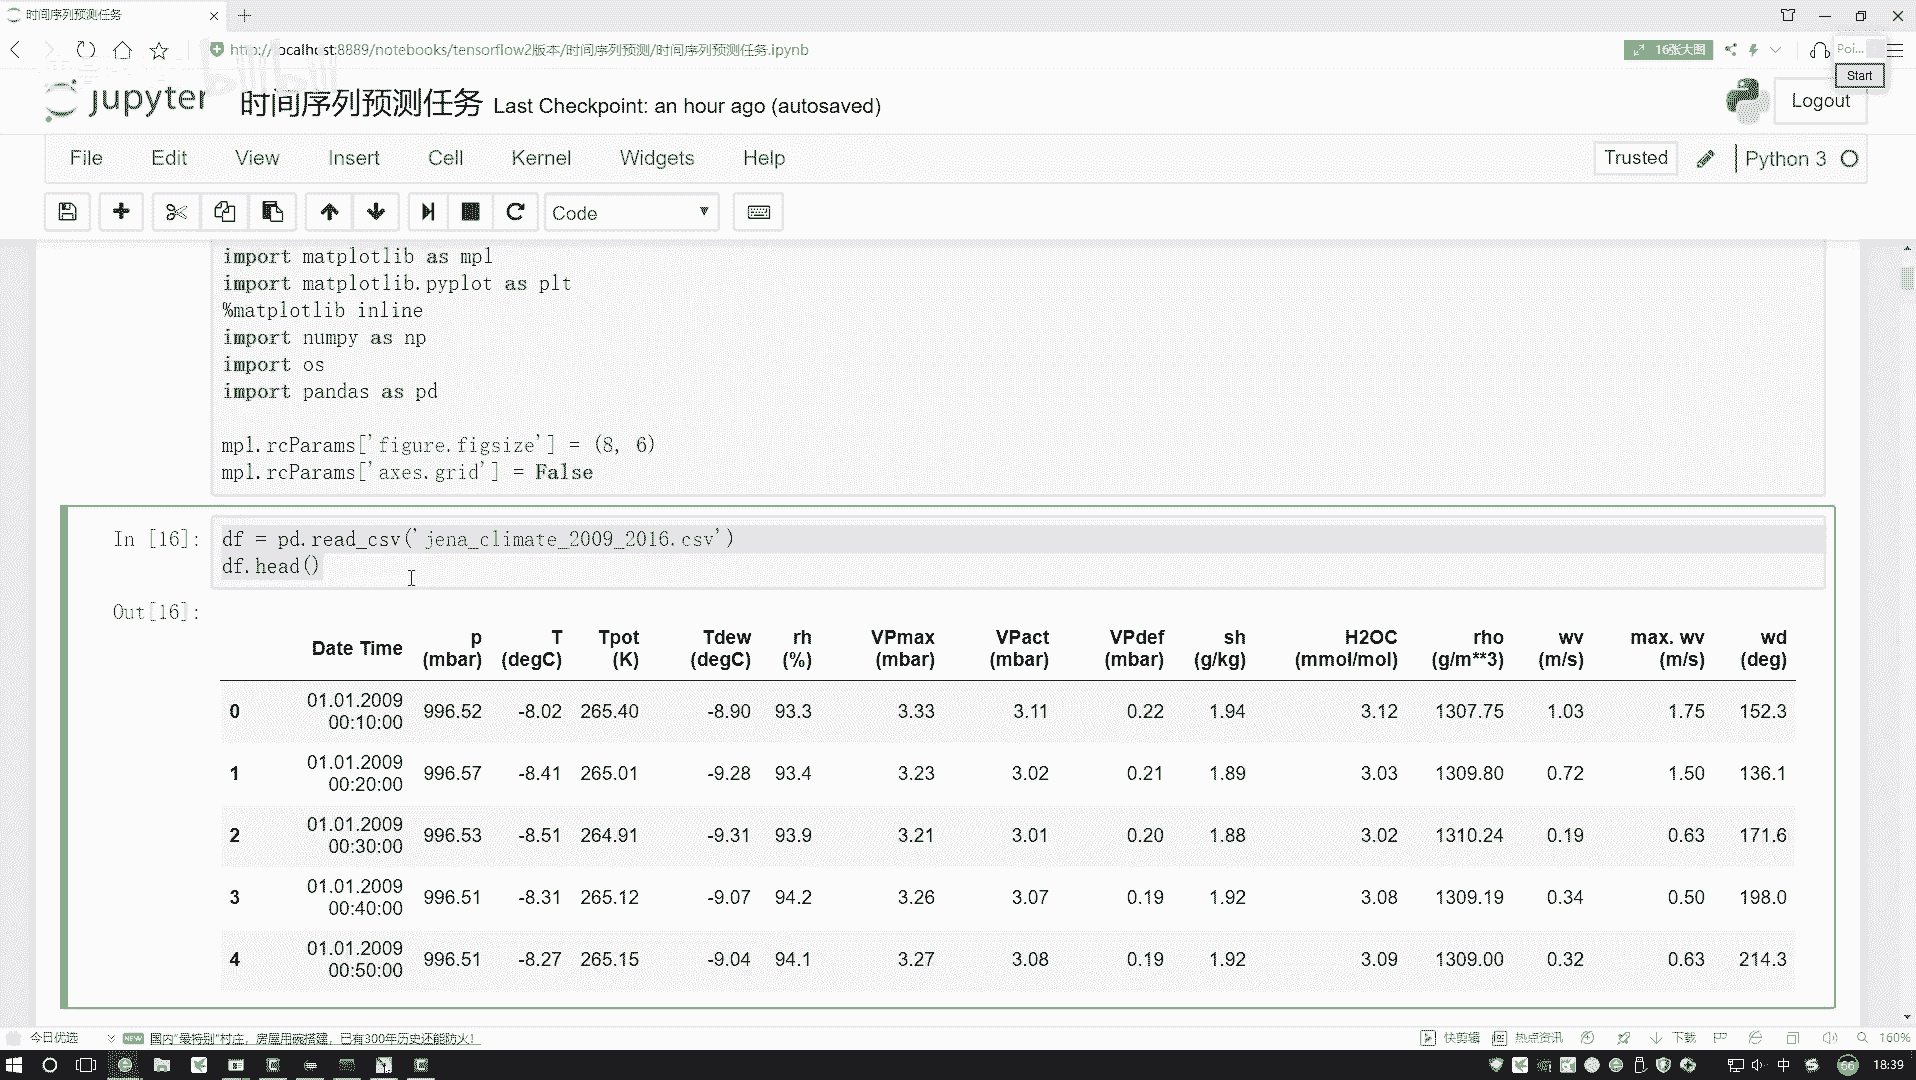 时间序列预测任务
http://localhost:8889/notebooks/tensorflow2版本/时间序列预测/时间序列预测任务.ipynb
16张大图
Poi...
Start
jupyter 时间序列预测任务 Last Checkpoint: an hour ago (autosaved)
Logout
File Edit View Insert Cell Kernel Widgets Help
Trusted Python 3
Code
import matplotlib as mpl
import matplotlib.pyplot as plt
%matplotlib inline
import numpy as np
import os
import pandas as pd
mpl.rcParams['figure.figsize'] = (8, 6)
mpl.rcParams['axes.grid'] = False
In [16]: df = pd.read_csv('jena_climate_2009_2016.csv')
df.head()
Out[16]:
Date Time p (mbar) T (degC) Tpot (K) Tdew (degC) rh (%) VPmax (mbar) VPact (mbar) VPdef (mbar) sh (g/kg) H2OC (mmol/mol) rho (g/m**3) wv (m/s) max. wv (m/s) wd (deg)
0 01.01.2009 00:10:00 996.52 -8.02 265.40 -8.90 93.3 3.33 3.11 0.22 1.94 3.12 1307.75 1.03 1.75 152.3
1 01.01.2009 00:20:00 996.57 -8.41 265.01 -9.28 93.4 3.23 3.02 0.21 1.89 3.03 1309.80 0.72 1.50 136.1
2 01.01.2009 00:30:00 996.53 -8.51 264.91 -9.31 93.9 3.21 3.01 0.20 1.88 3.02 1310.24 0.19 0.63 171.6
3 01.01.2009 00:40:00 996.51 -8.31 265.12 -9.07 94.2 3.26 3.07 0.19 1.92 3.08 1309.19 0.34 0.50 198.0
4 01.01.2009 00:50:00 996.51 -8.27 265.15 -9.04 94.1 3.27 3.08 0.19 1.92 3.09 1309.00 0.32 0.63 214.3
今日优选 NEW 国内"最特别"村庄，房屋用碗搭建，已有300年历史还能防火！
快剪辑 热点资讯 下载 160%
中 66 18:39